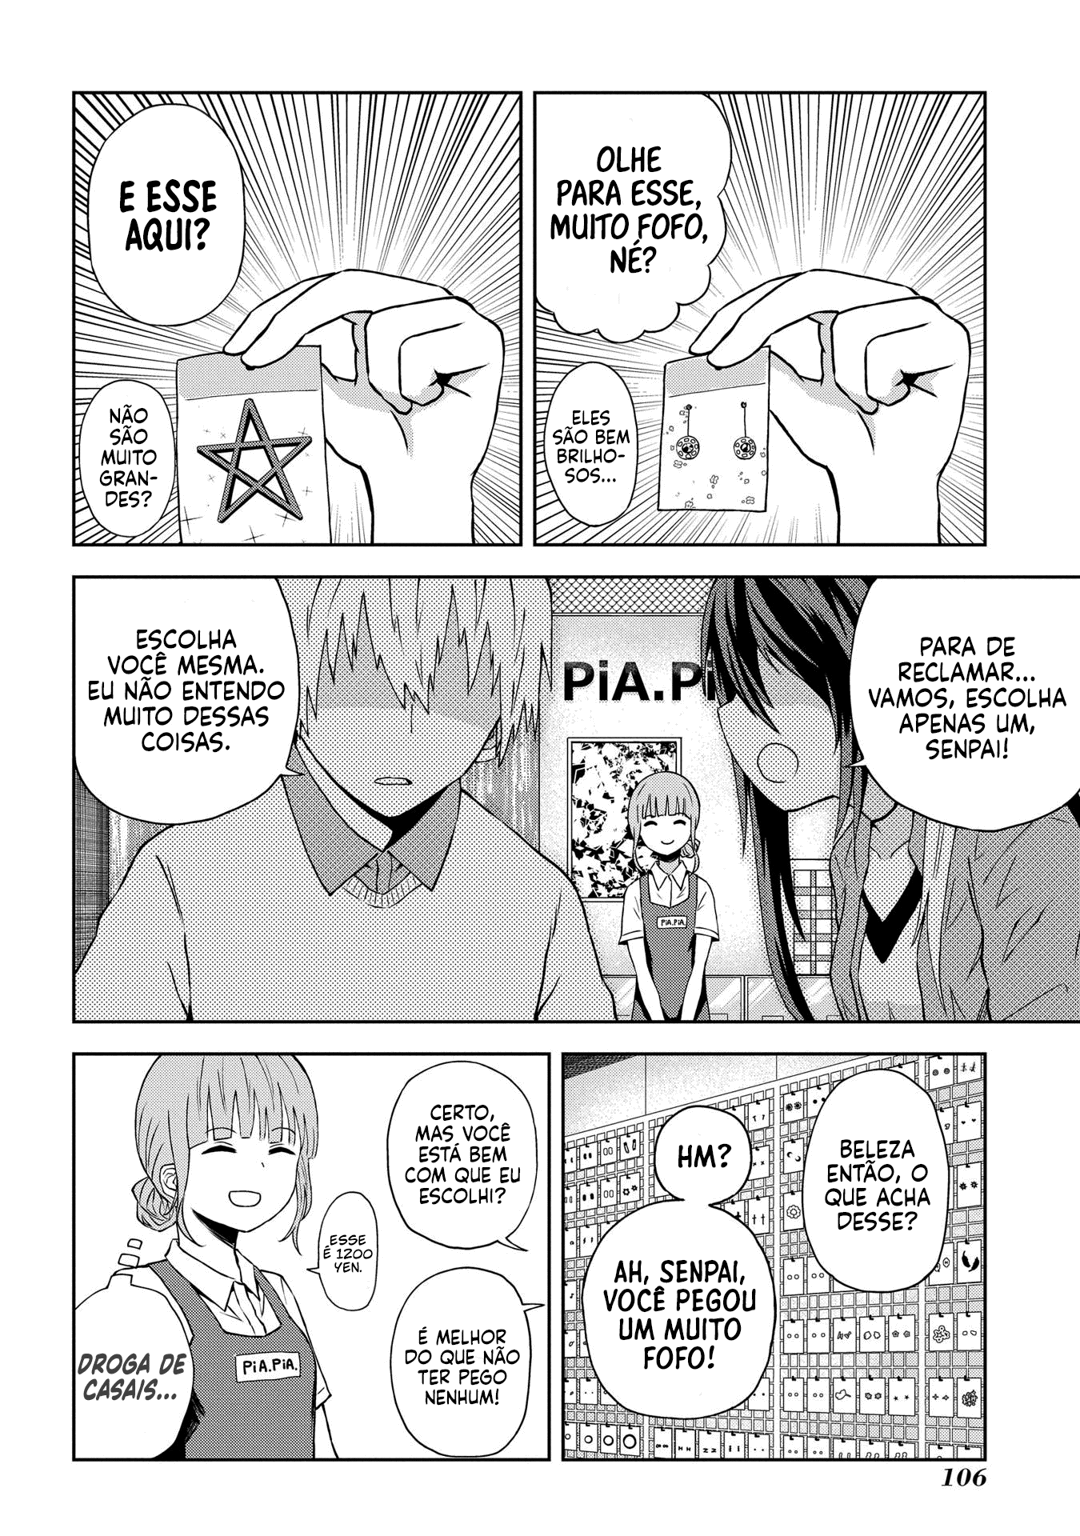 OLHE
PARA ESSE,
MUITO FOFO,
NÉ?
ELES
SÃO BEM
BRILHO-
SOS...
E ESSE
AQUI?
NÃO
SÃO
MUITO
GRAN-
DES?
PARA DE
RECLAMAR...
VAMOS, ESCOLHA
APENAS UM,
SENPAI!
PiA.Pi
PiA.PiA.
ESCOLHA
VOCÊ MESMA.
EU NÃO ENTENDO
MUITO DESSAS
COISAS.
BELEZA
ENTÃO, O
QUE ACHA
DESSE?
HM?
AH, SENPAI,
VOCÊ PEGOU
UM MUITO
FOFO!
CERTO,
MAS VOCÊ
ESTÁ BEM
COM QUE EU
ESCOLHI?
É MELHOR
DO QUE NÃO
TER PEGO
NENHUM!
ESSE
É 1200
YEN.
PiA.PiA.
DROGA DE
CASAIS...
106